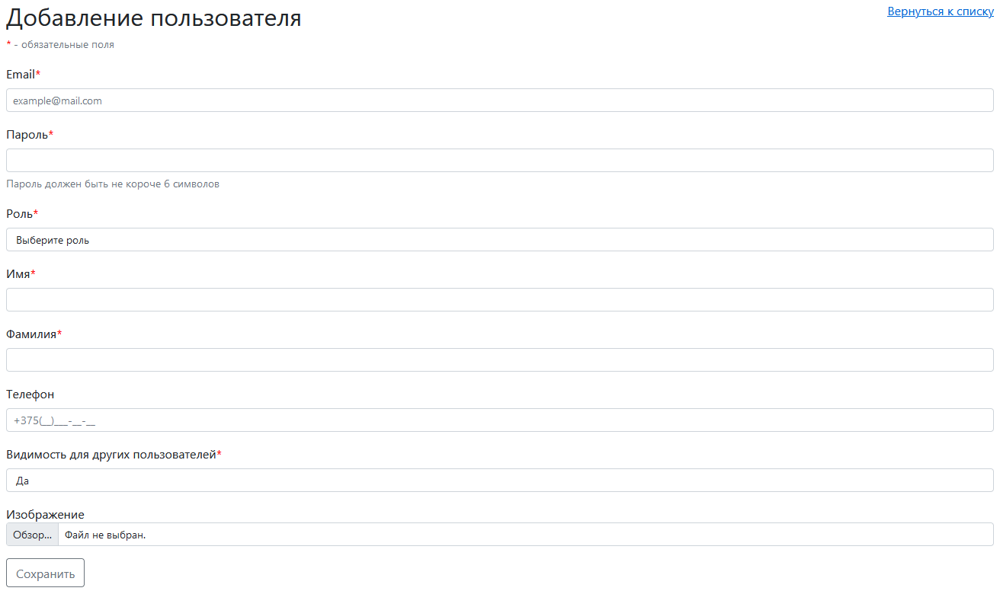 Добавление пользователя
Вернуться к списку
* - обязательные поля
Email*
example@mail.com
Пароль*
Пароль должен быть не короче 6 символов
Роль*
Выберите роль
Имя*
Фамилия*
Телефон
+375(__)___-__-__
Видимость для других пользователей*
Да
Изображение
Обзор... Файл не выбран.
Сохранить